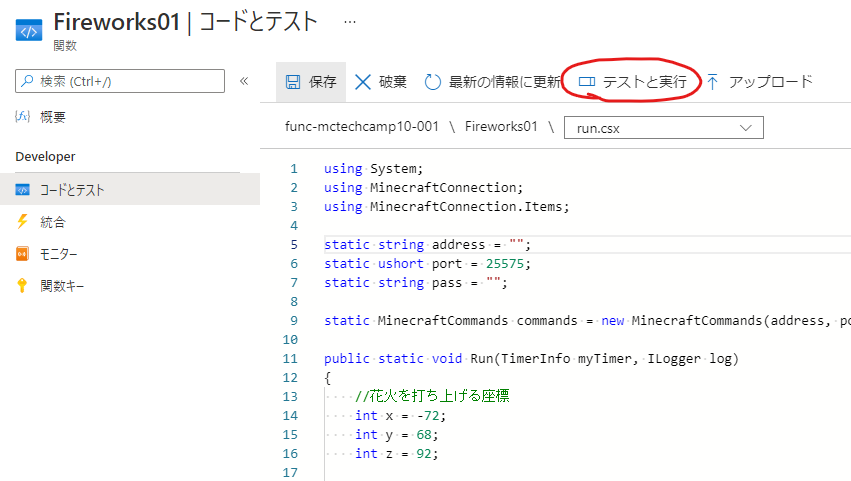 Fireworks01 | コードとテスト ...
関数
検索 (Ctrl+/)
«
保存
破棄
最新の情報に更新
テストと実行
アップロード
概要
Developer
コードとテスト
統合
モニター
関数キー
func-mctechcamp10-001 \ Fireworks01 \ run.csx
1 using System;
2 using MinecraftConnection;
3 using MinecraftConnection.Items;
4
5 static string address = "";
6 static ushort port = 25575;
7 static string pass = "";
8
9 static MinecraftCommands commands = new MinecraftCommands(address, po
10
11 public static void Run(TimerInfo myTimer, ILogger log)
12 {
13 //花火を打ち上げる座標
14 int x = -72;
15 int y = 68;
16 int z = 92;
17